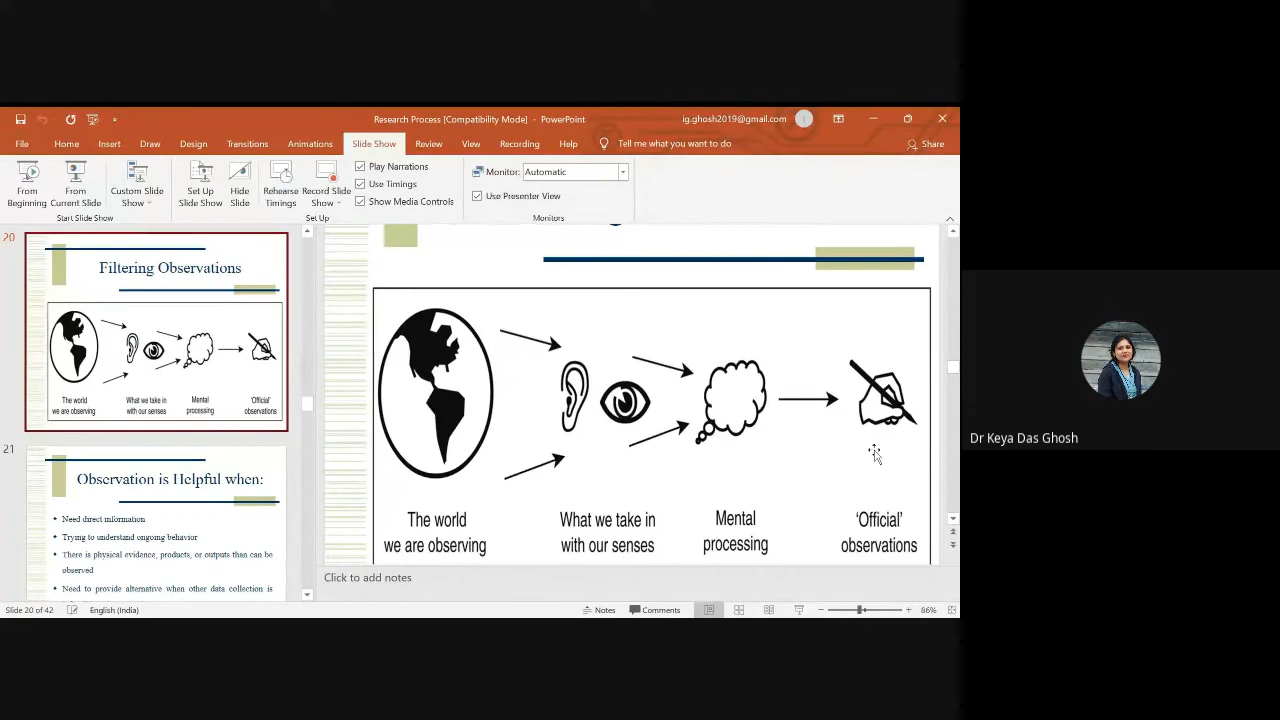 Research Process [Compatibility Mode] - PowerPoint
ig.ghosh2019@gmail.com
File Home Insert Draw Design Transitions Animations Slide Show Review View Recording Help Tell me what you want to do
Share
From Beginning
From Current Slide
Custom Slide Show
Set Up Slide Show
Hide Slide
Rehearse Timings
Record Slide Show
Play Narrations
Use Timings
Show Media Controls
Monitor: Automatic
Use Presenter View
Start Slide Show
Set Up
Monitors
20
Filtering Observations
The world
we are observing
What we take in
with our senses
Mental
processing
'Official'
observations
21
Observation is Helpful when:
Need direct information
Trying to understand ongoing behavior
There is physical evidence, products, or outputs than can be
observed
Need to provide alternative when other data collection is
The world
we are observing
What we take in
with our senses
Mental
processing
'Official'
observations
Click to add notes
Slide 20 of 42
English (India)
Notes
Comments
86%
Dr Keya Das Ghosh